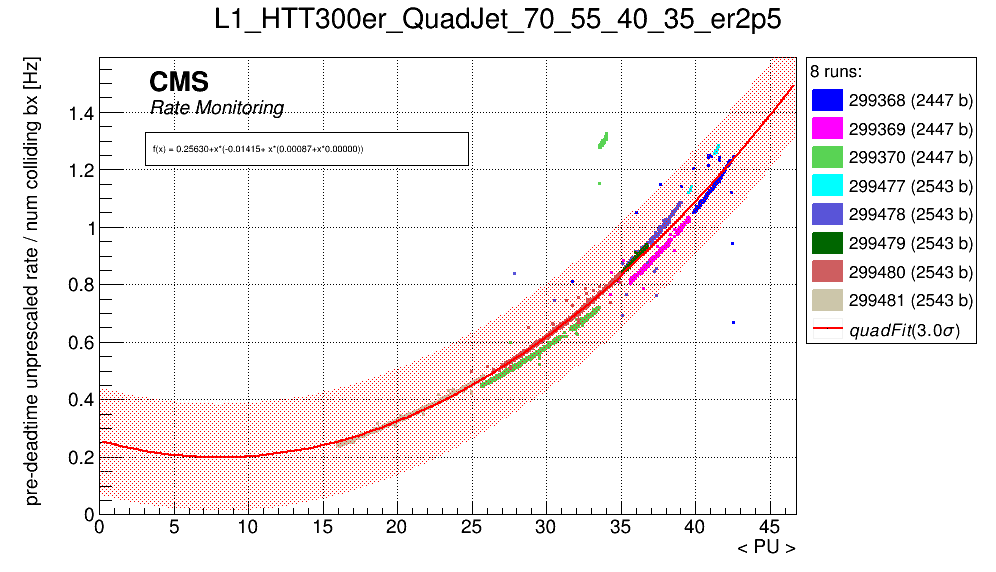 L1_HTT300er_QuadJet_70_55_40_35_er2p5
pre-deadtime unprescaled rate / num colliding bx [Hz]
CMS
Rate Monitoring
f(x) = 0.25630+x*(-0.01415+ x*(0.00087+x*0.00000))
1.4
1.2
1
0.8
0.6
0.4
0.2
0
0 5 10 15 20 25 30 35 40 45
< PU >
8 runs:
299368 (2447 b)
299369 (2447 b)
299370 (2447 b)
299477 (2543 b)
299478 (2543 b)
299479 (2543 b)
299480 (2543 b)
299481 (2543 b)
quadFit(3.0σ)